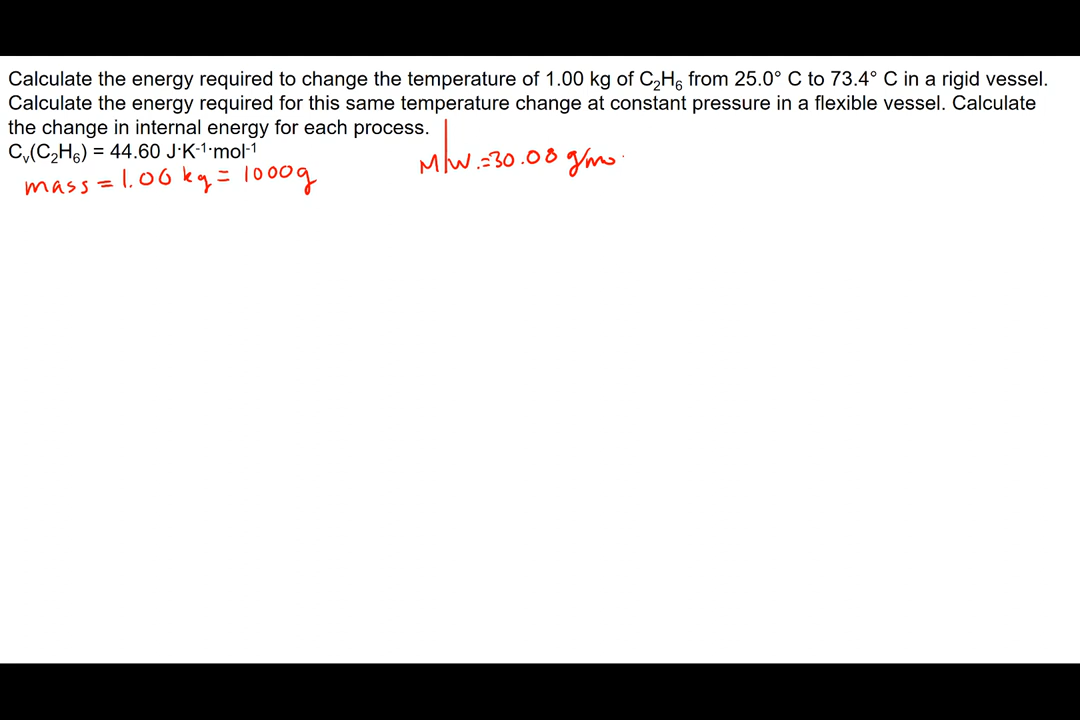 Calculate the energy required to change the temperature of 1.00 kg of C₂H₆ from 25.0° C to 73.4° C in a rigid vessel.
Calculate the energy required for this same temperature change at constant pressure in a flexible vessel. Calculate
the change in internal energy for each process.
Cᵥ(C₂H₆) = 44.60 J·K⁻¹·mol⁻¹
mass = 1.00 kg = 1000g
M/W.=30.08 g/mo